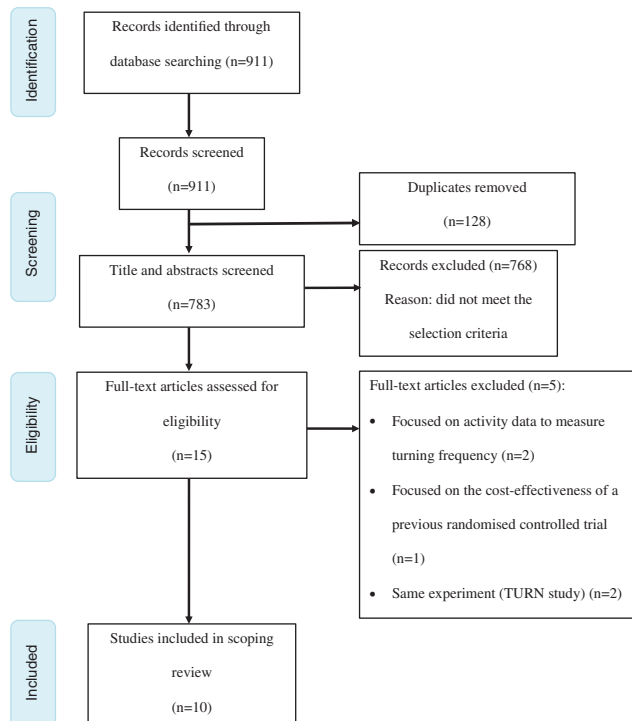 Identification
Records identified through
database searching (n=911)
Records screened
(n=911)
Screening
Duplicates removed
(n=128)
Title and abstracts screened
(n=783)
Records excluded (n=768)
Reason: did not meet the
selection criteria
Eligibility
Full-text articles assessed for
eligibility
(n=15)
Full-text articles excluded (n=5):
• Focused on activity data to measure
turning frequency (n=2)
• Focused on the cost-effectiveness of a
previous randomised controlled trial
(n=1)
• Same experiment (TURN study) (n=2)
Included
Studies included in scoping
review
(n=10)